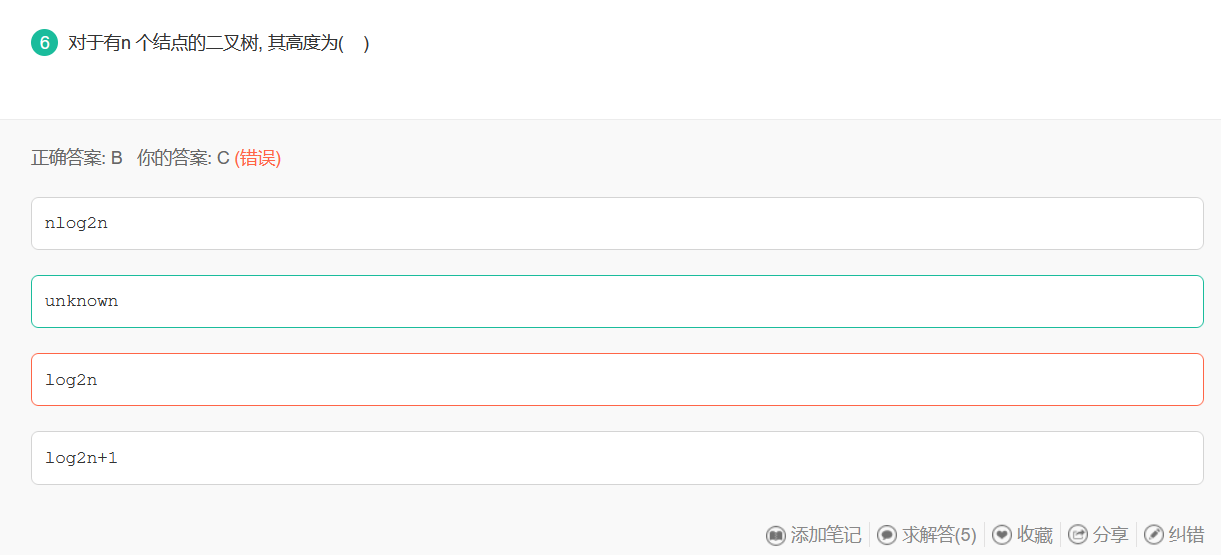 6 对于有n 个结点的二叉树, 其高度为( )
正确答案: B 你的答案: C (错误)
nlog2n
unknown
log2n
log2n+1
添加笔记 求解答(5) 收藏 分享 纠错